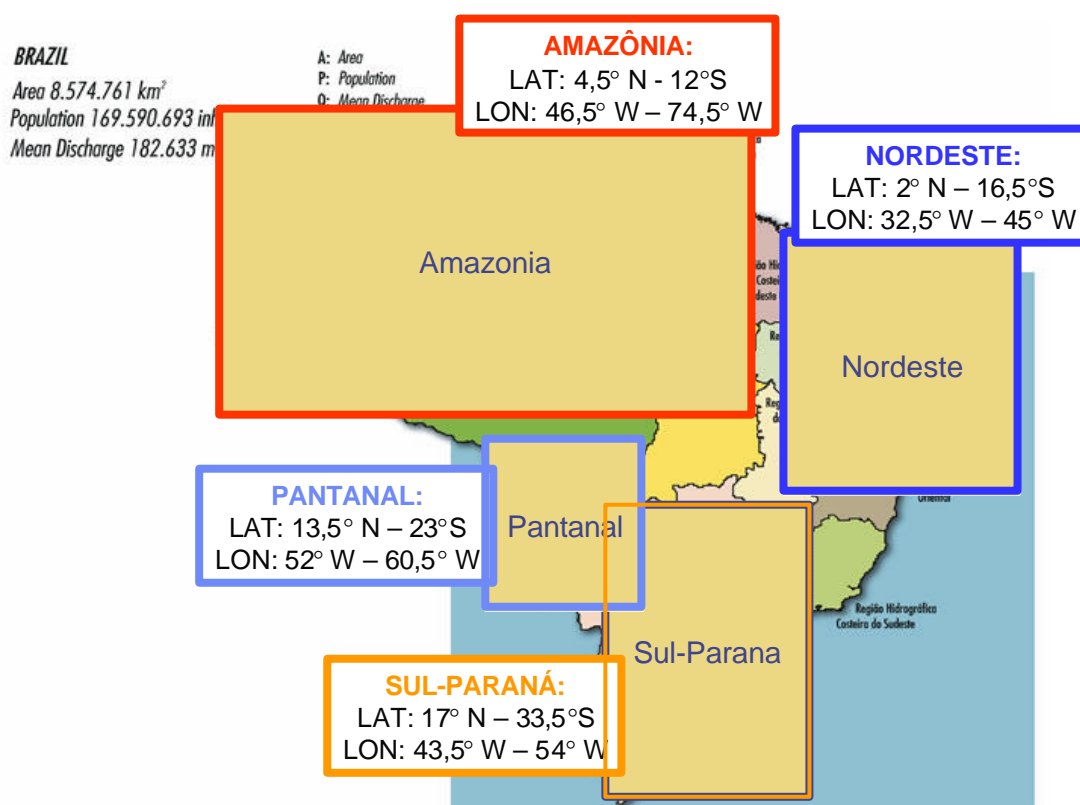 BRAZIL
Area 8.574.761 km²
Population 169.590.693 inh
Mean Discharge 182.633 m
A: Area
P: Population
Q: Mean Discharge
AMAZÔNIA:
LAT: 4,5° N - 12°S
LON: 46,5° W – 74,5° W
NORDESTE:
LAT: 2° N – 16,5°S
LON: 32,5° W – 45° W
Amazonia
Nordeste
PANTANAL:
LAT: 13,5° N – 23°S
LON: 52° W – 60,5° W
Pantanal
Oriental
Região Hidrográfica
Costeira do Sudeste
Sul-Parana
SUL-PARANÁ:
LAT: 17° N – 33,5°S
LON: 43,5° W – 54° W